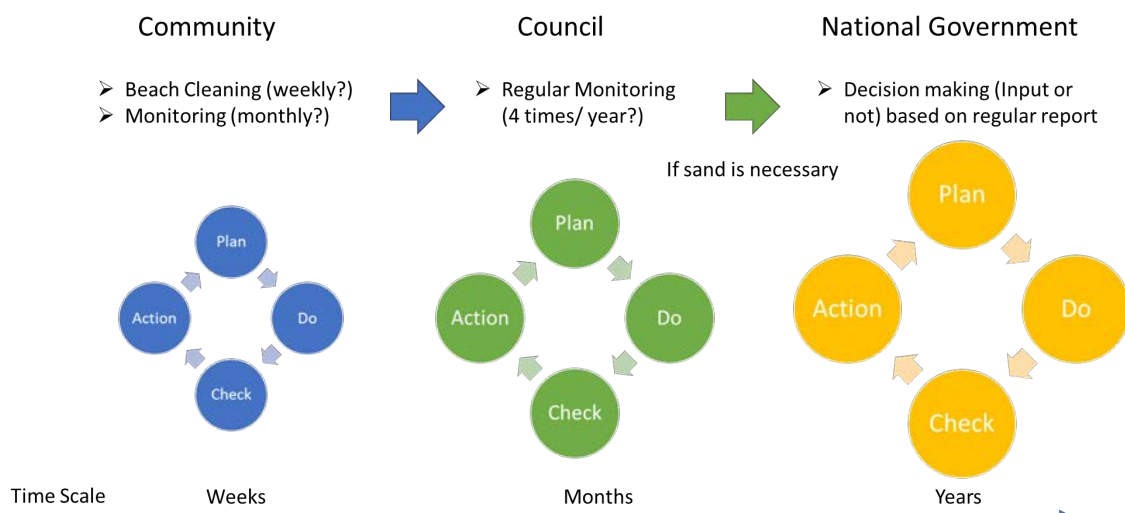 Community
Council
National Government
➢ Beach Cleaning (weekly?)
➢ Monitoring (monthly?)
➢ Regular Monitoring
(4 times/ year?)
➢ Decision making (Input or
not) based on regular report
If sand is necessary
Plan
Do
Check
Action
Plan
Do
Check
Action
Plan
Do
Check
Action
Time Scale
Weeks
Months
Years